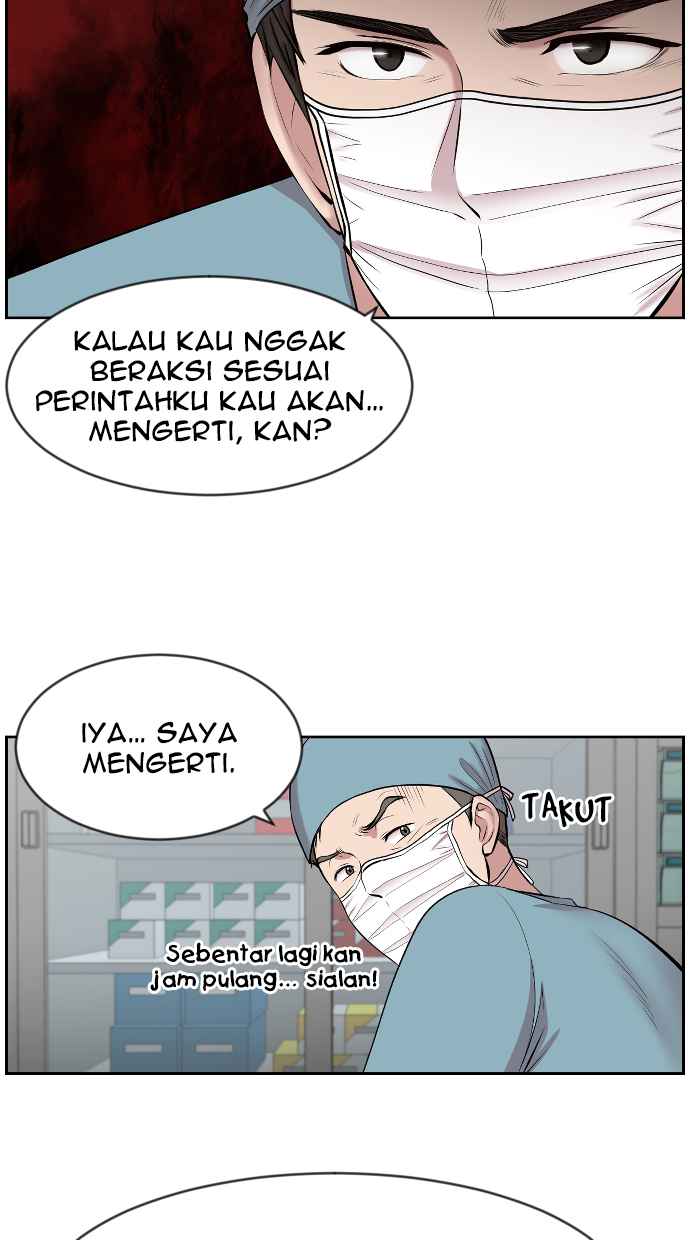 KALAU KAU NGGAK
BERAKSI SESUAI
PERINTAHKU KAU AKAN...
MENGERTI, KAN?
IYA... SAYA
MENGERTI.
TAKUT
Sebentar lagi kan
jam pulang... sialan!